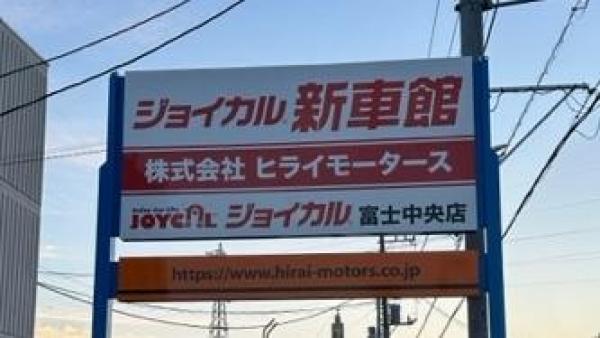 ジョイカル 新車館
株式会社 ヒライモータース
JOYCAL ジョイカル 富士中央店
https://www.hirai-motors.co.jp